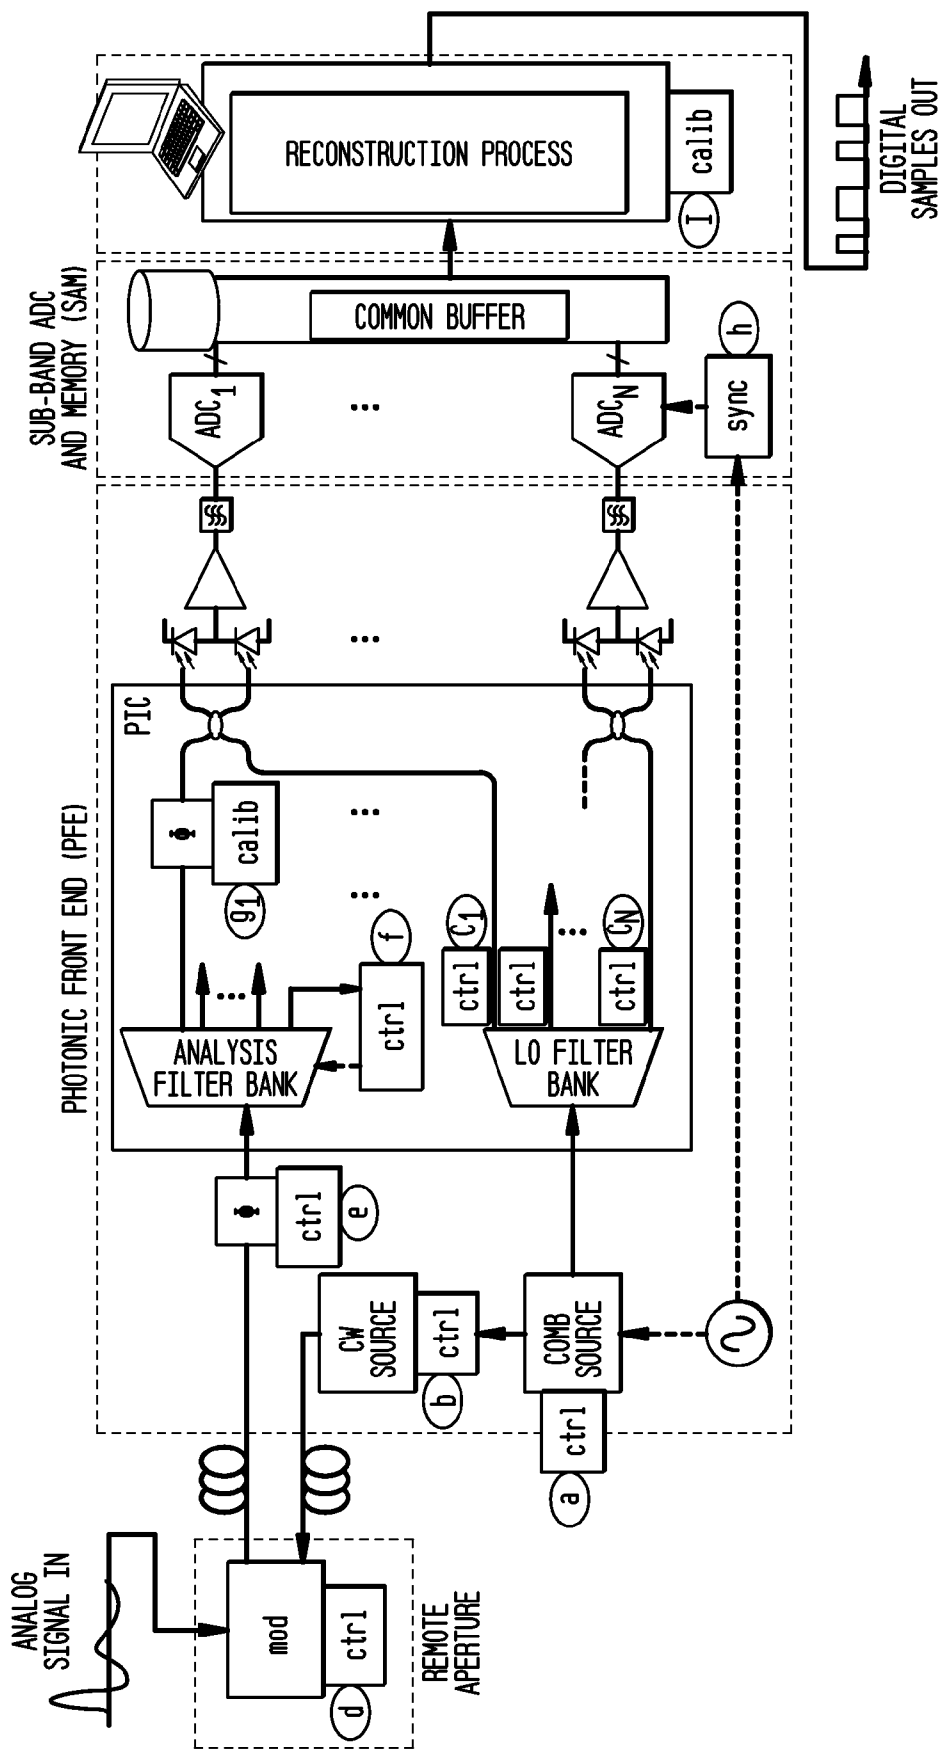 ANALOG
SIGNAL IN
mod
ctrl
d
REMOTE
APERTURE
PHOTONIC FRONT END (PFE)
CW
SOURCE
ctrl
b
COMB
SOURCE
ctrl
a
ctrl
e
PIC
ANALYSIS
FILTER BANK
ctrl
f
calib
g1
...
...
...
LO FILTER
BANK
ctrl
C1
ctrl
...
ctrl
CN
...
SUB-BAND ADC
AND MEMORY (SAM)
ADC1
...
ADCN
sync
h
COMMON BUFFER
RECONSTRUCTION PROCESS
calib
I
DIGITAL
SAMPLES OUT